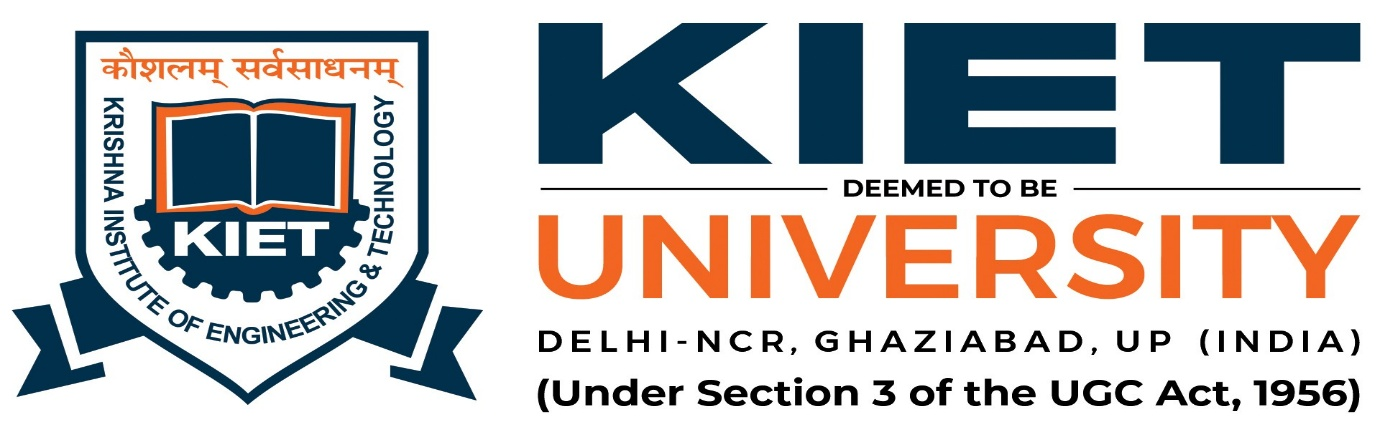 कौशलम् सर्वसाधनम्
KRISHNA INSTITUTE OF ENGINEERING & TECHNOLOGY
KIET
KIET
DEEMED TO BE
UNIVERSITY
DELHI-NCR, GHAZIABAD, UP (INDIA)
(Under Section 3 of the UGC Act, 1956)